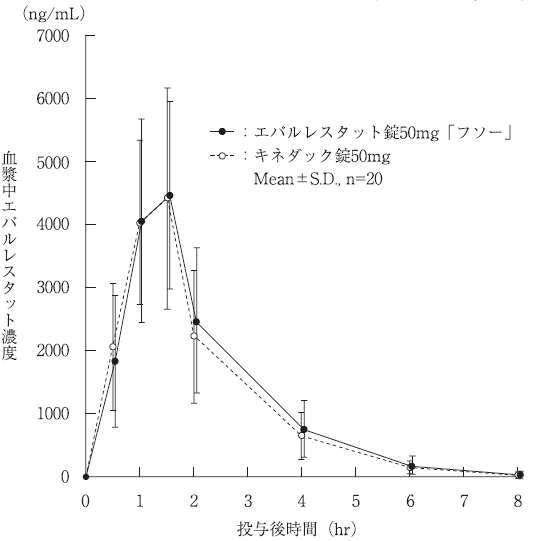 (ng/mL)
7000
6000
5000
4000
3000
2000
1000
0
血漿中エバルレスタット濃度
：エバルレスタット錠50mg「フソー」
：キネダック錠50mg
Mean±S.D., n=20
0 1 2 3 4 5 6 7 8
投与後時間（hr）